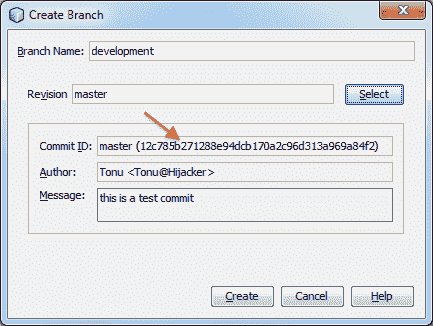 Create Branch
Branch Name: development
Revision master Select
Commit ID: master (12c785b271288e94dcb170a2c96d313a969a84f2)
Author: Tonu <Tonu@Hijacker>
Message: this is a test commit
Create Cancel Help